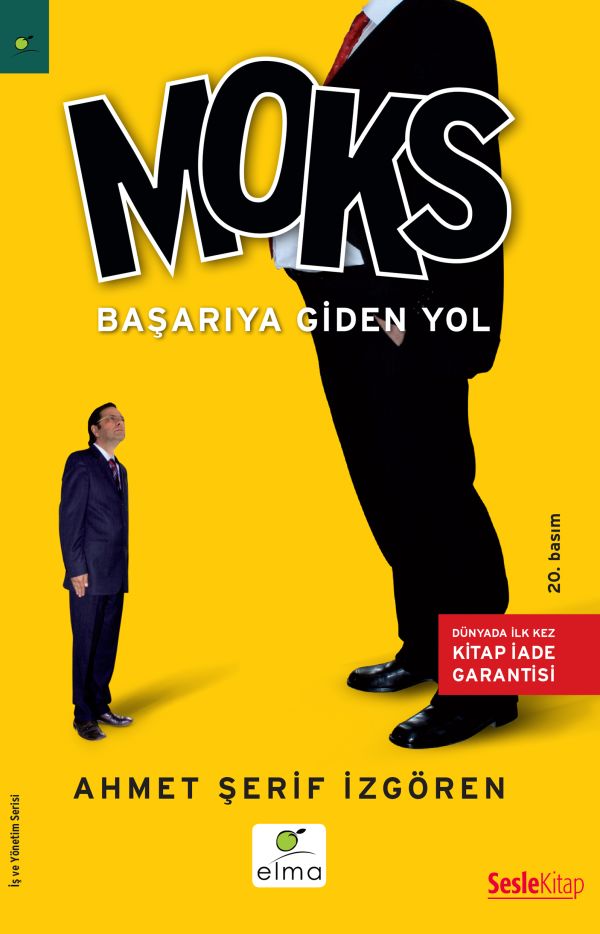 MOKS
BAŞARIYA GİDEN YOL
20. basım
DÜNYADA İLK KEZ
KİTAP İADE
GARANTİSİ
AHMET ŞERİF İZGÖREN
İş ve Yönetim Serisi
elma
SesleKitap